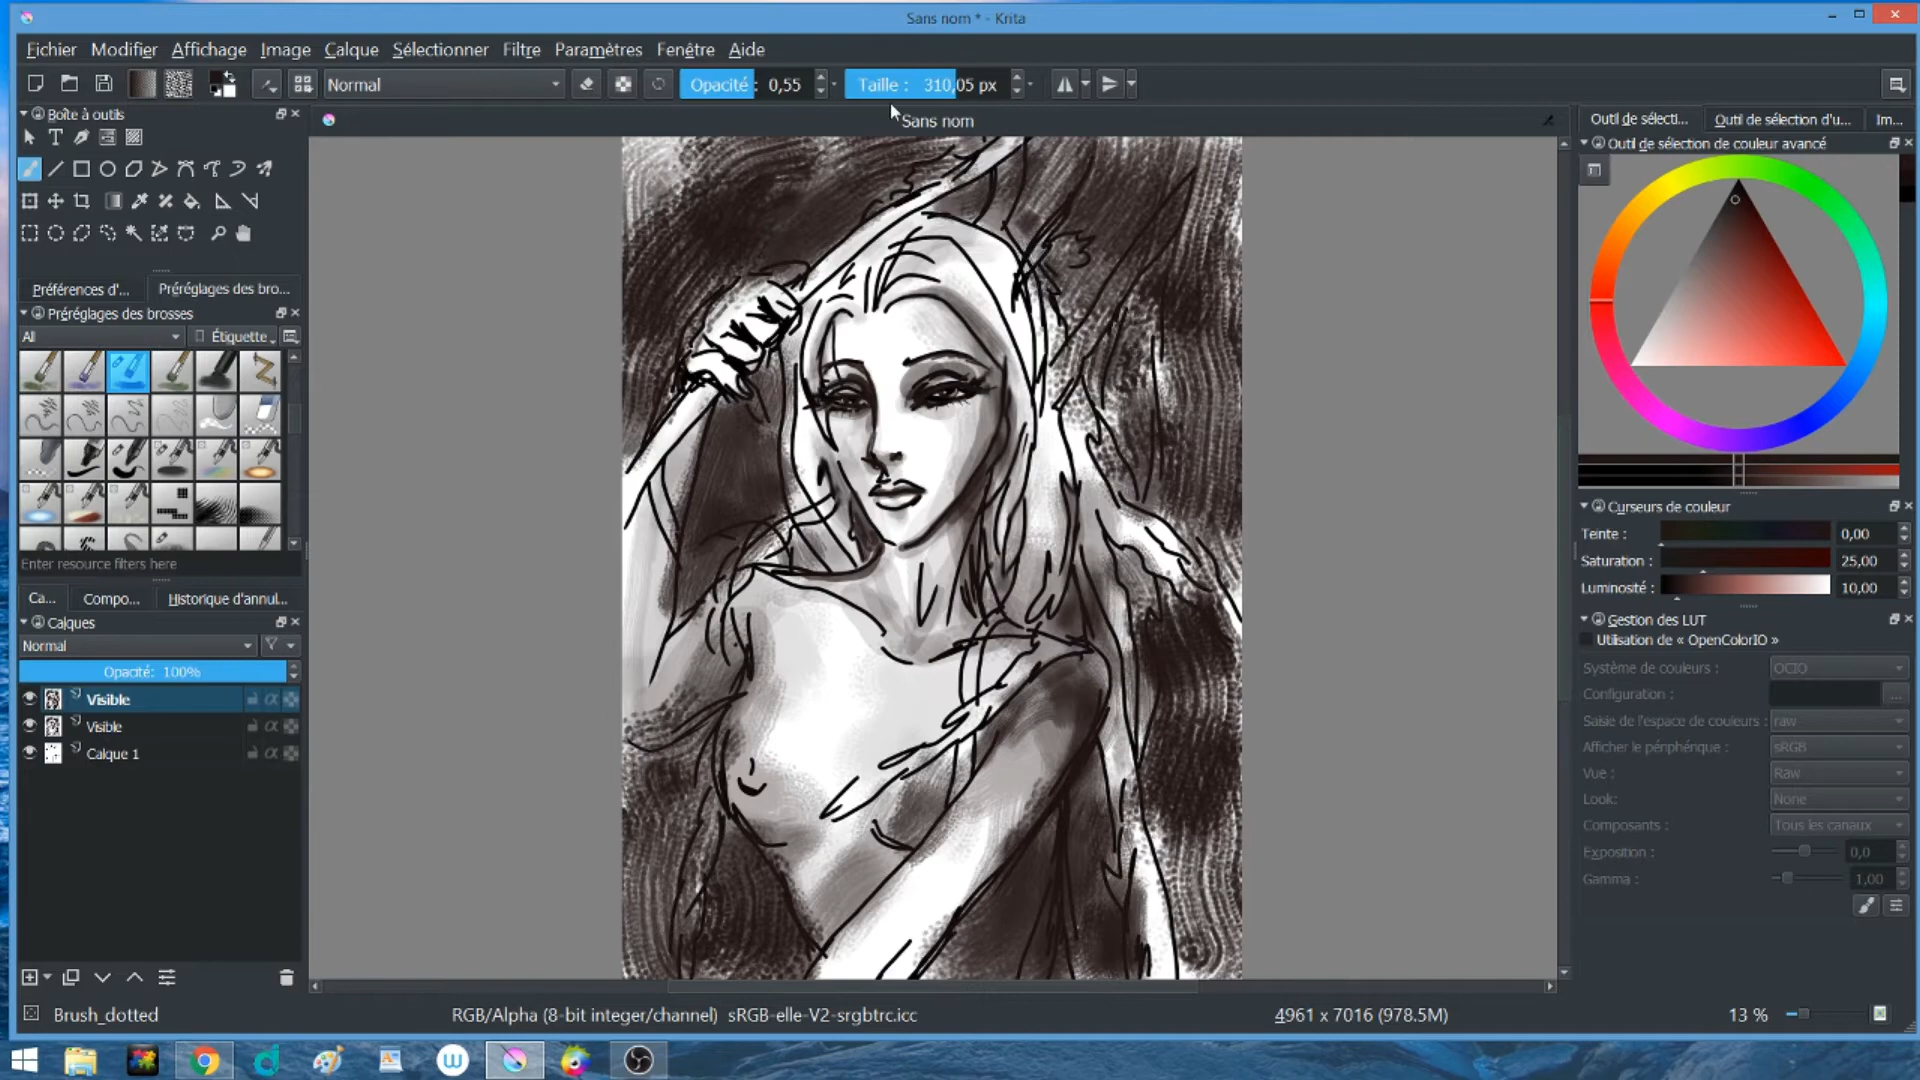 Sans nom * - Krita
Fichier Modifier Affichage Image Calque Sélectionner Filtre Paramètres Fenêtre Aide
Normal Opacité : 0,55 Taille : 310,05 px
Boîte à outils
Sans nom
Outil de sélecti... Outil de sélection d'u... Im...
Outil de sélection de couleur avancé
Préférences d'... Préréglages des bro...
Préréglages des brosses
All Étiquette
Enter resource filters here
Ca... Compo... Historique d'annul...
Calques
Normal
Opacité: 100%
Visible
Visible
Calque 1
Curseurs de couleur
Teinte : 0,00
Saturation : 25,00
Luminosité : 10,00
Gestion des LUT
Utilisation de « OpenColorIO »
Système de couleurs : OCIO
Configuration : ...
Saisie de l'espace de couleurs : raw
Afficher le périphérique : sRGB
Vue : Raw
Look: None
Composants : Tous les canaux
Exposition : 0,0
Gamma : 1,00
Brush_dotted RGB/Alpha (8-bit integer/channel) sRGB-elle-V2-srgbtrc.icc 4961 x 7016 (978.5M) 13 %